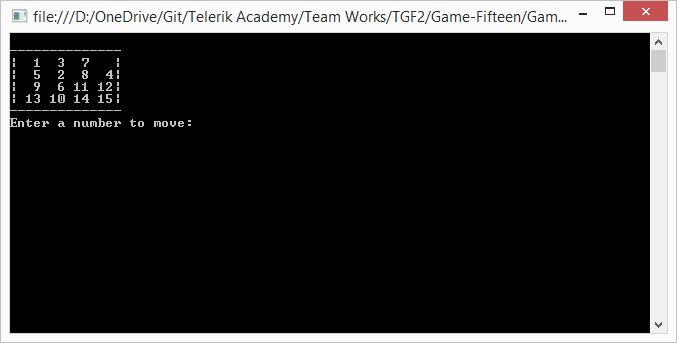 file:///D:/OneDrive/Git/Telerik Academy/Team Works/TGF2/Game-Fifteen/Gam...
--------------
¦  1  3  7   ¦
¦  5  2  8  4¦
¦  9  6 11 12¦
¦ 13 10 14 15¦
--------------
Enter a number to move: